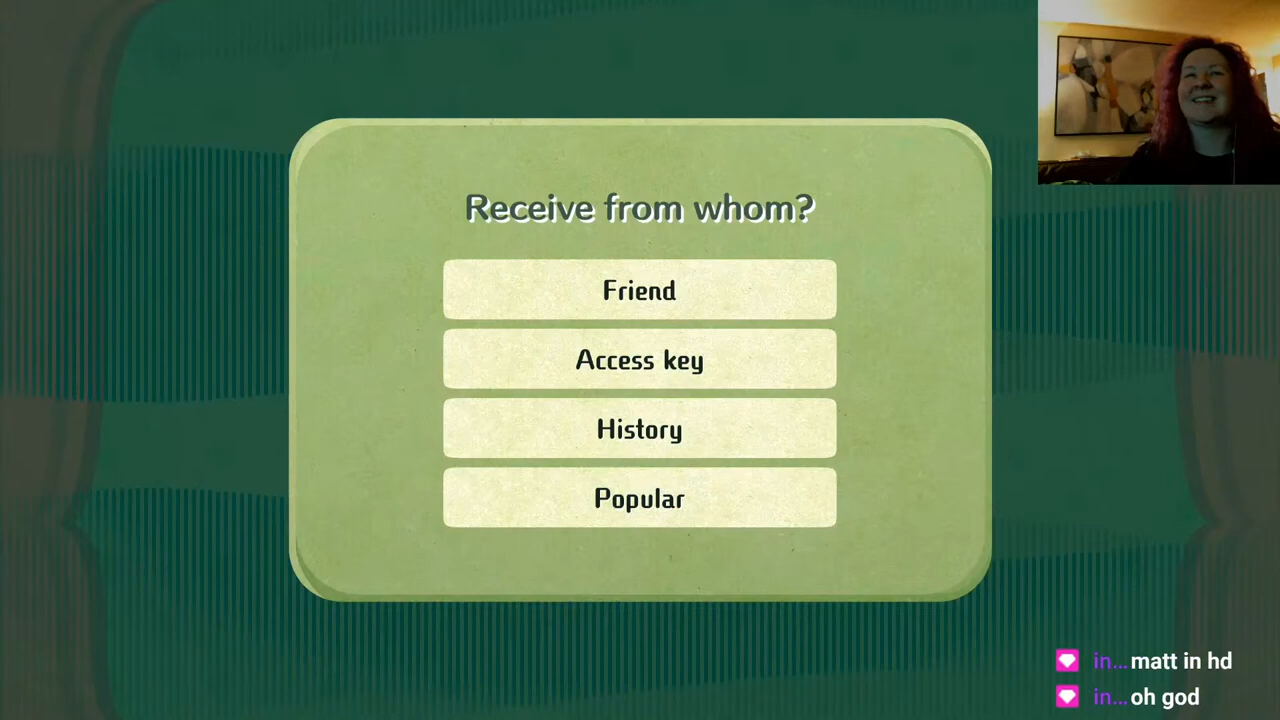 Receive from whom?
Friend
Access key
History
Popular
in... matt in hd
in... oh god